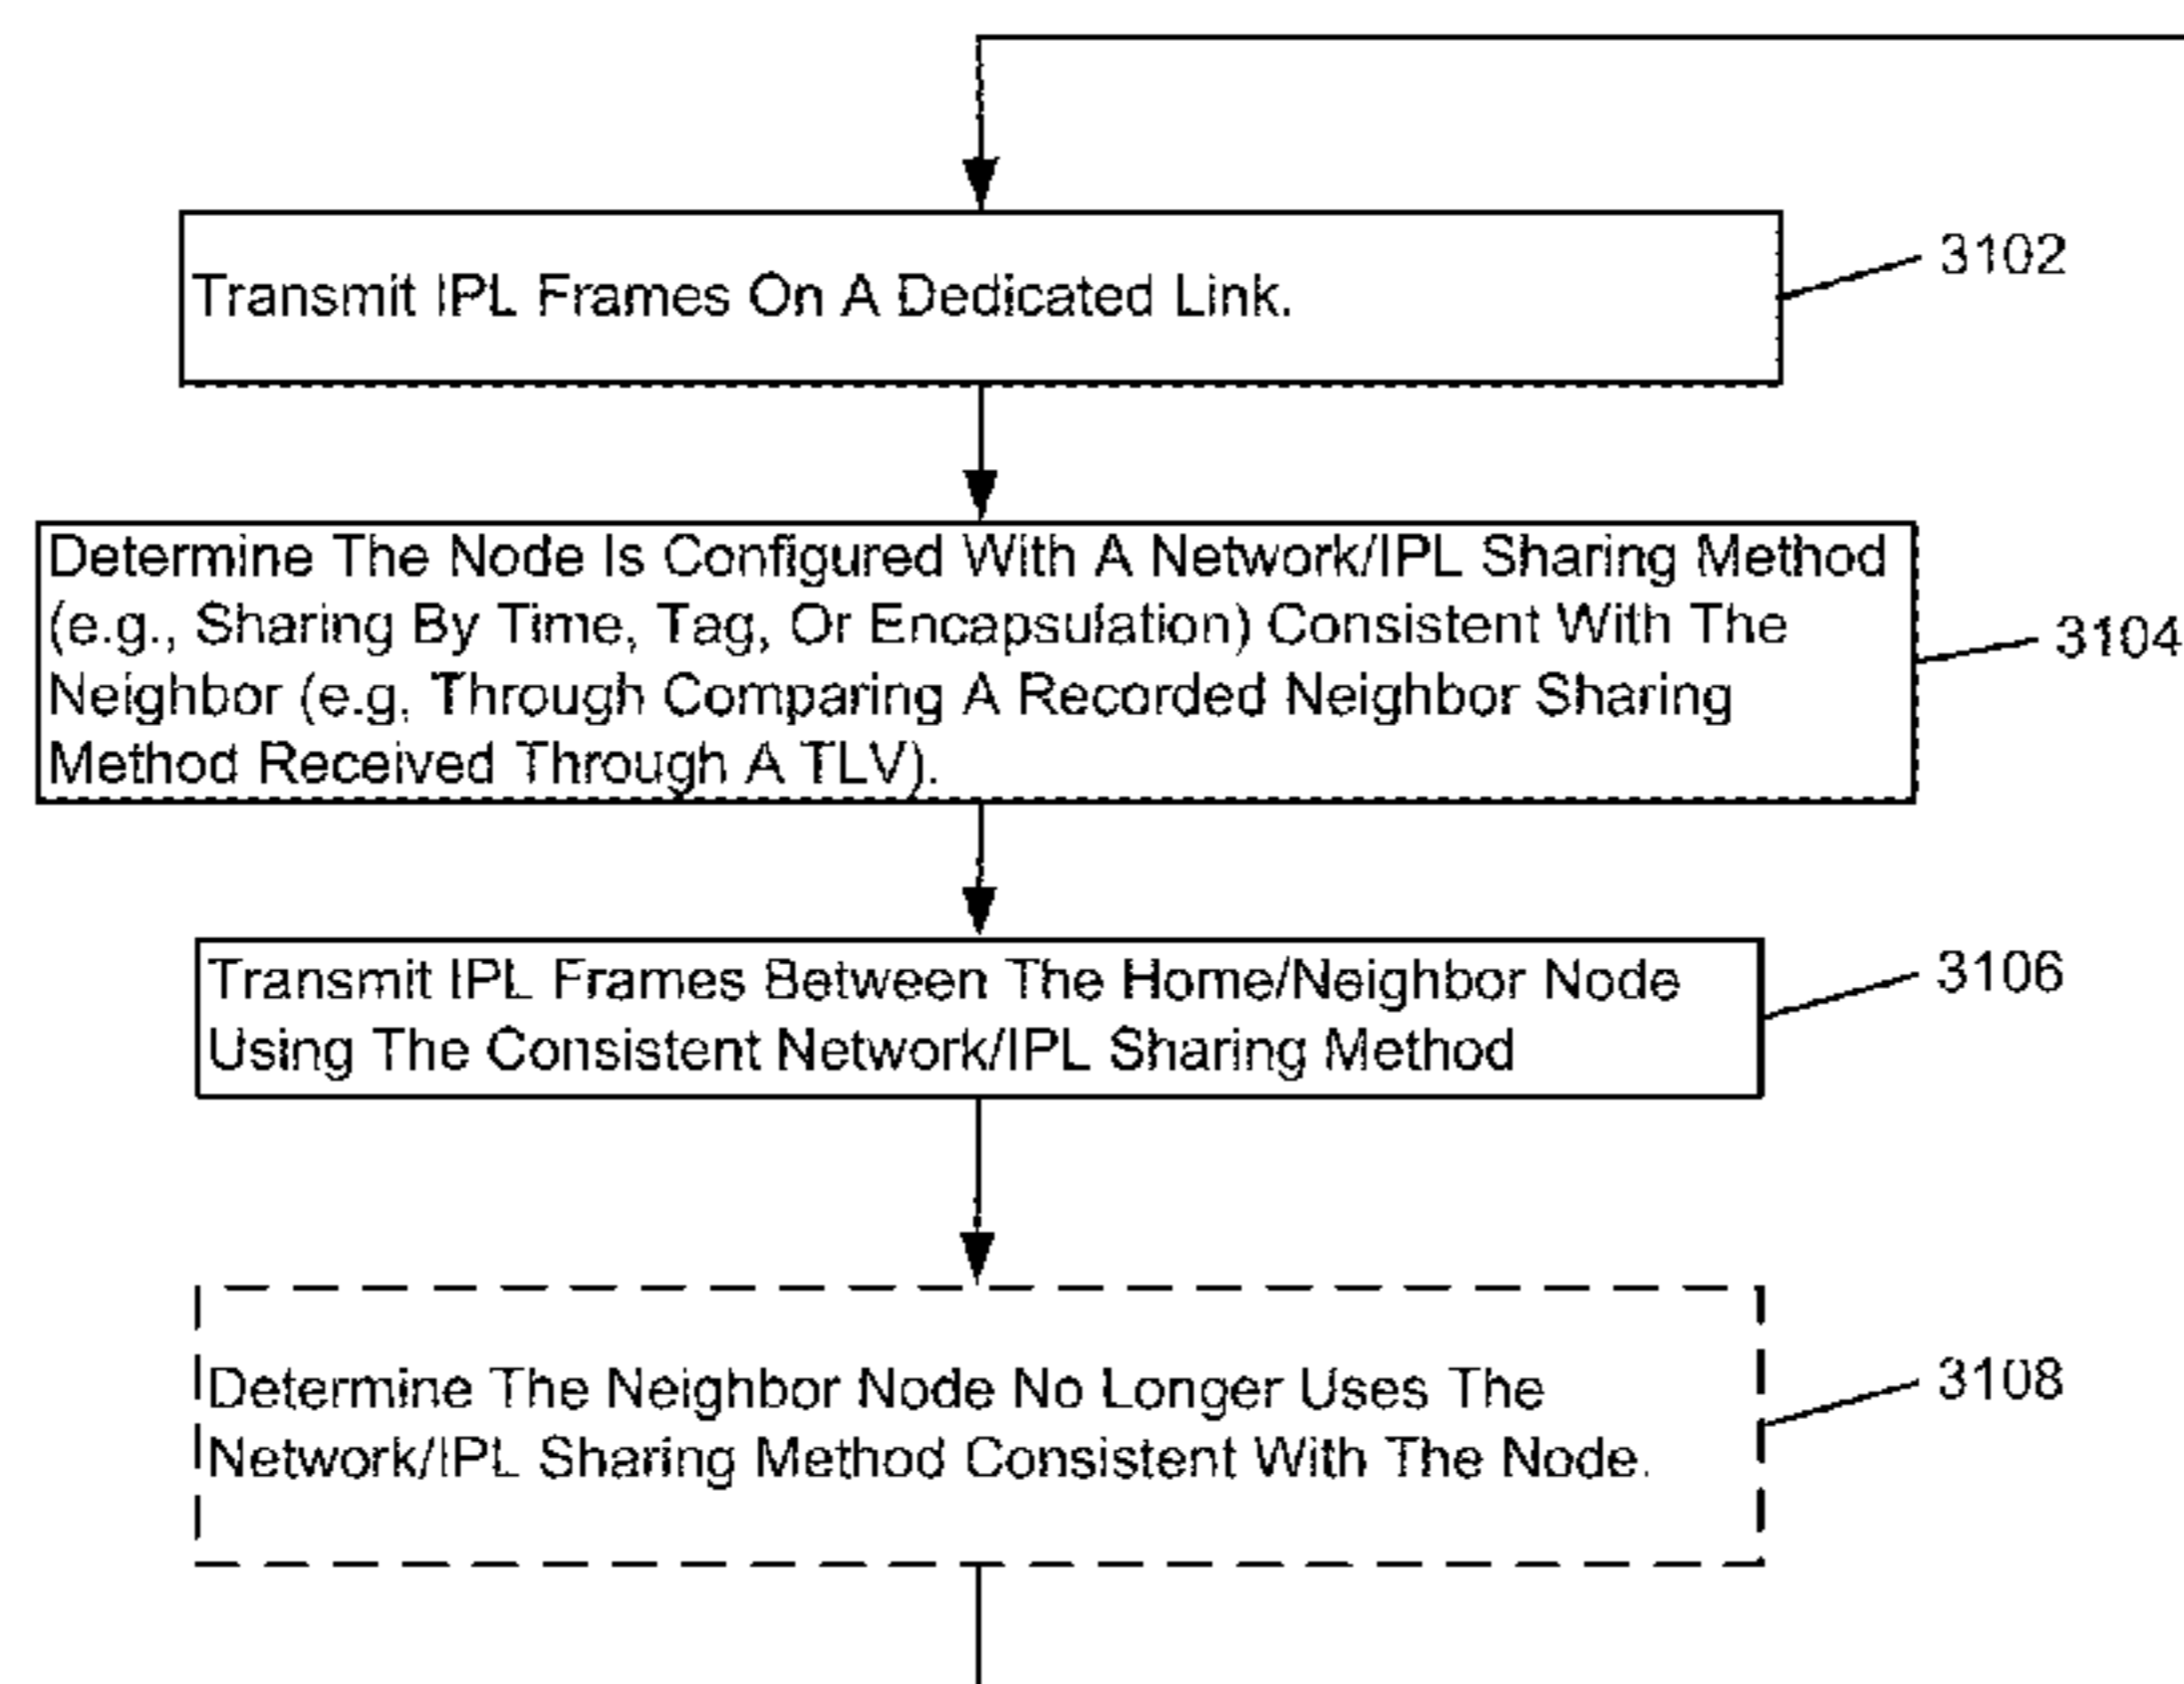 Transmit IPL Frames On A Dedicated Link.
3102
Determine The Node Is Configured With A Network/IPL Sharing Method
(e.g., Sharing By Time, Tag, Or Encapsulation) Consistent With The
Neighbor (e.g. Through Comparing A Recorded Neighbor Sharing
Method Received Through A TLV).
3104
Transmit IPL Frames Between The Home/Neighbor Node
Using The Consistent Network/IPL Sharing Method
3106
Determine The Neighbor Node No Longer Uses The
Network/IPL Sharing Method Consistent With The Node.
3108